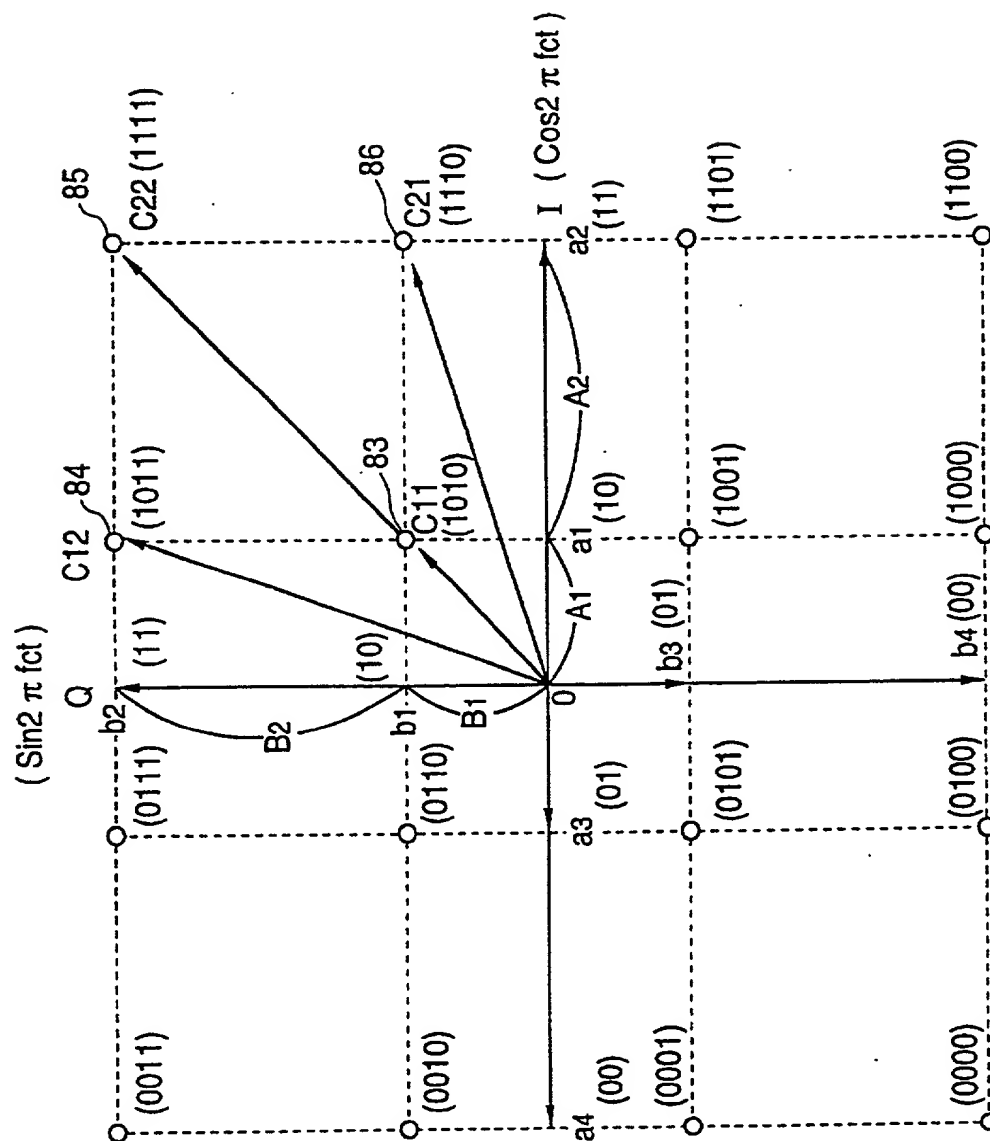 ( Sin2 π fct )
Q
C12
84
85
b2
(0011)
(0111)
(11)
(1011)
C22 (1111)
B2
83
86
b1
(10)
C11
(1010)
C21
(1110)
(0010)
(0110)
B1
0
A1
A2
I ( Cos2 π fct )
a4
a3
a1
a2
(00)
(01)
(10)
(11)
(0001)
(0101)
b3 (01)
(1001)
(1101)
(0000)
(0100)
b4 (00)
(1000)
(1100)